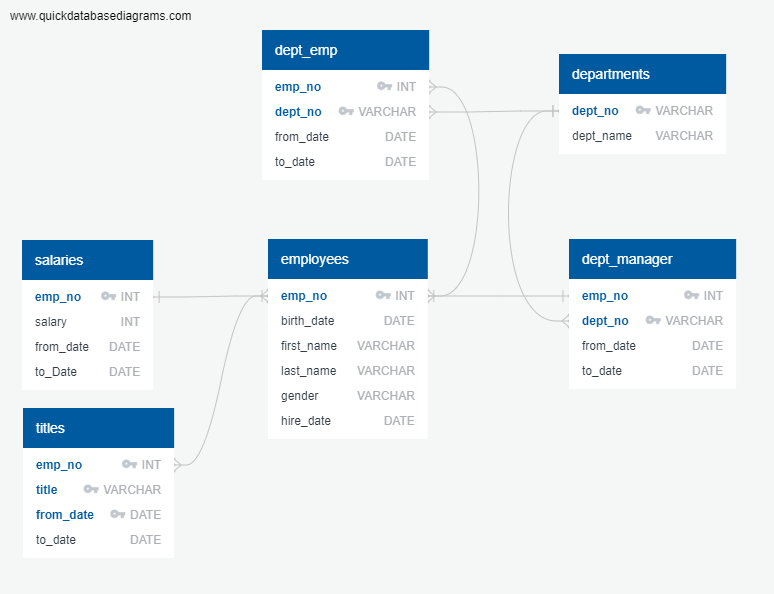 www.quickdatabasediagrams.com
dept_emp
emp_no INT
dept_no VARCHAR
from_date DATE
to_date DATE
departments
dept_no VARCHAR
dept_name VARCHAR
salaries
emp_no INT
salary INT
from_date DATE
to_Date DATE
employees
emp_no INT
birth_date DATE
first_name VARCHAR
last_name VARCHAR
gender VARCHAR
hire_date DATE
dept_manager
emp_no INT
dept_no VARCHAR
from_date DATE
to_date DATE
titles
emp_no INT
title VARCHAR
from_date DATE
to_date DATE